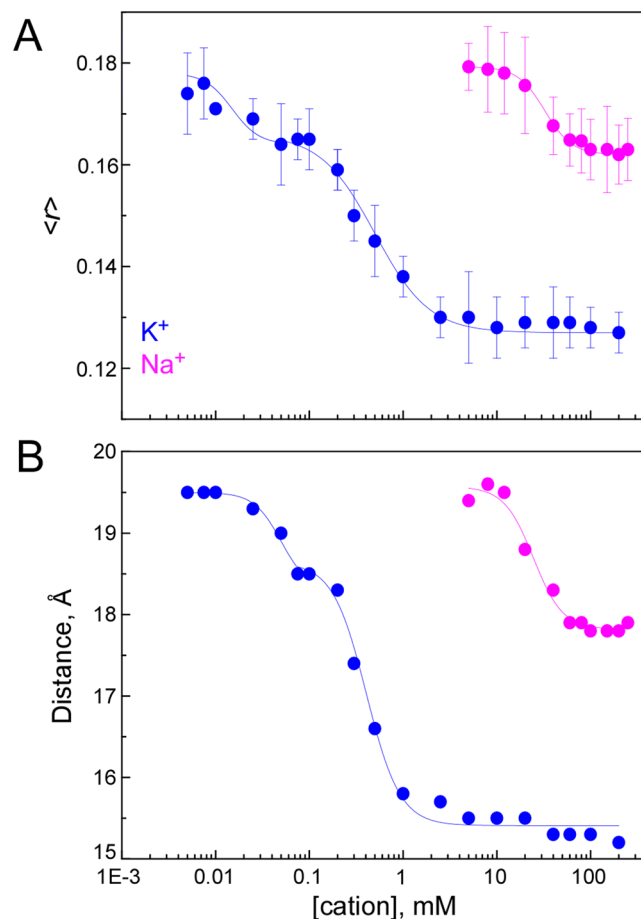 A
0.18
0.16
<r>
0.14
K+
Na+
0.12
B
20
19
18
Distance, Å
17
16
15
1E-3 0.01 0.1 1 10 100
[cation], mM